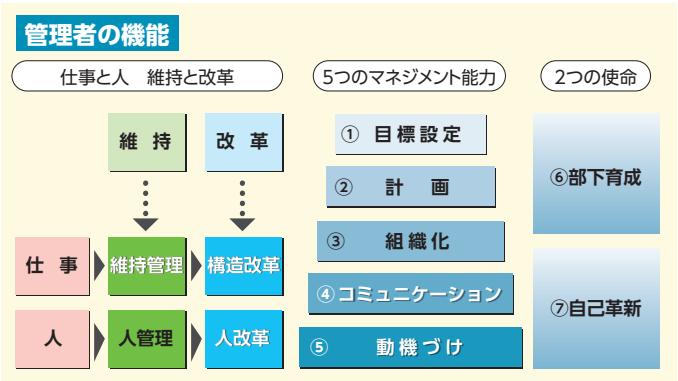 管理者の機能
仕事と人　維持と改革
5つのマネジメント能力
2つの使命
維 持
改 革
仕 事
維持管理
構造改革
人
人管理
人改革
① 目標設定
② 計 画
③ 組織化
④コミュニケーション
⑤ 動機づけ
⑥部下育成
⑦自己革新